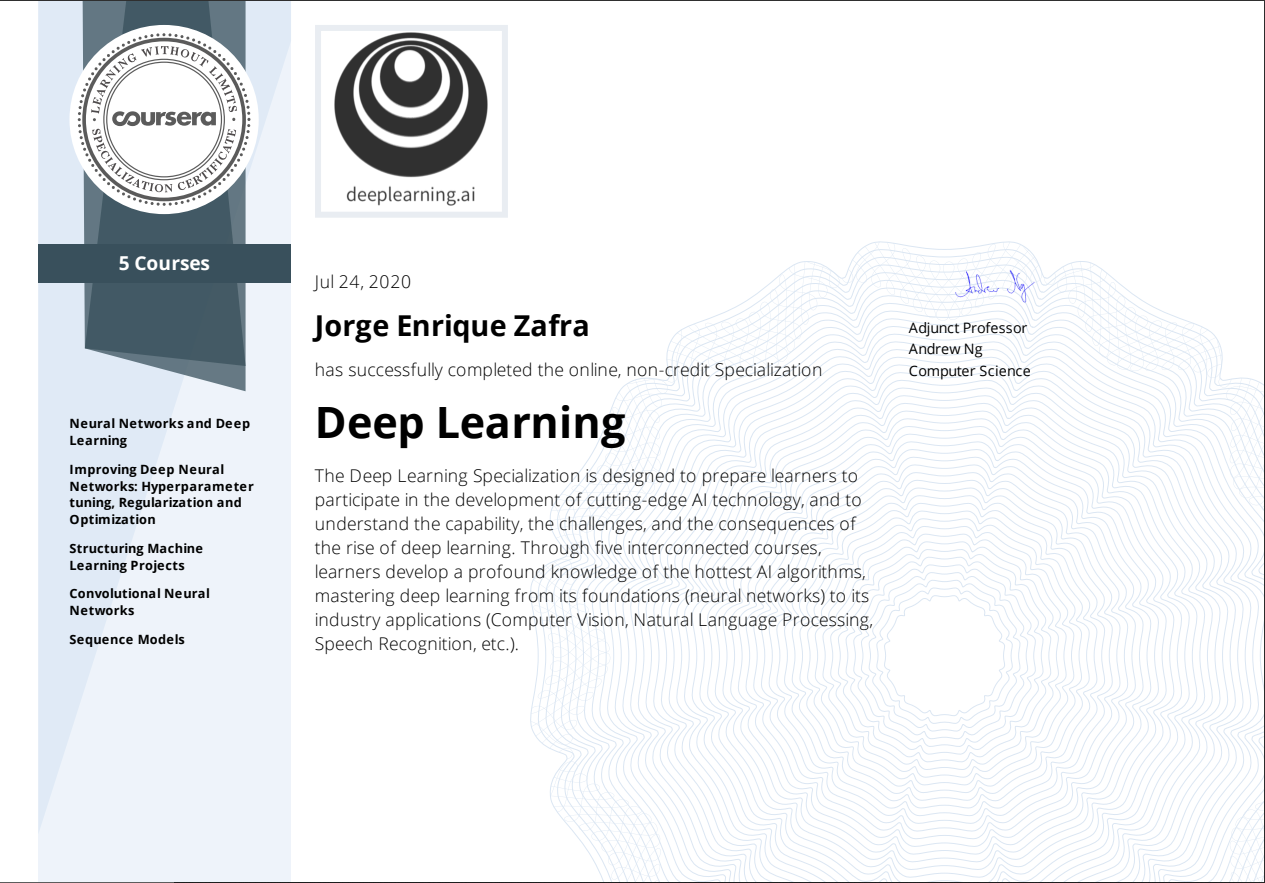 LEARNING WITHOUT LIMITS
coursera
SPECIALIZATION CERTIFICATE
deeplearning.ai
5 Courses
Neural Networks and Deep
Learning
Improving Deep Neural
Networks: Hyperparameter
tuning, Regularization and
Optimization
Structuring Machine
Learning Projects
Convolutional Neural
Networks
Sequence Models
Jul 24, 2020
Jorge Enrique Zafra
has successfully completed the online, non-credit Specialization
Deep Learning
The Deep Learning Specialization is designed to prepare learners to
participate in the development of cutting-edge AI technology, and to
understand the capability, the challenges, and the consequences of
the rise of deep learning. Through five interconnected courses,
learners develop a profound knowledge of the hottest AI algorithms,
mastering deep learning from its foundations (neural networks) to its
industry applications (Computer Vision, Natural Language Processing,
Speech Recognition, etc.).
Andrew Ng
Adjunct Professor
Andrew Ng
Computer Science